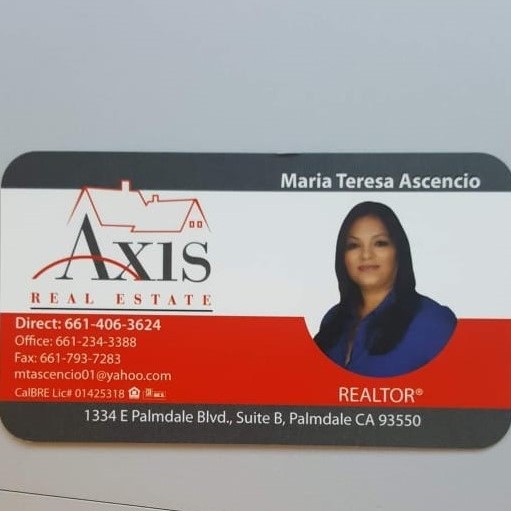 Maria Teresa Ascencio
Axis
REAL ESTATE
Direct: 661-406-3624
Office: 661-234-3388
Fax: 661-793-7283
mtascencio01@yahoo.com
CalBRE Lic# 01425318
REALTOR®
1334 E Palmdale Blvd., Suite B, Palmdale CA 93550